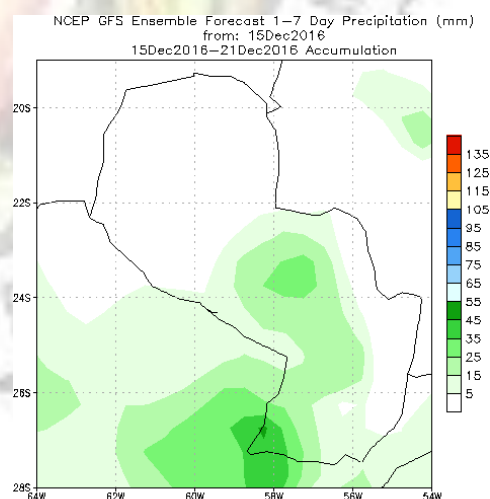 NCEP GFS Ensemble Forecast 1-7 Day Precipitation (mm)
from: 15Dec2016
15Dec2016-21Dec2016 Accumulation
20S
22S
24S
26S
28S
64W 62W 60W 58W 56W 54W
135
125
115
105
95
85
75
65
55
45
35
25
15
5